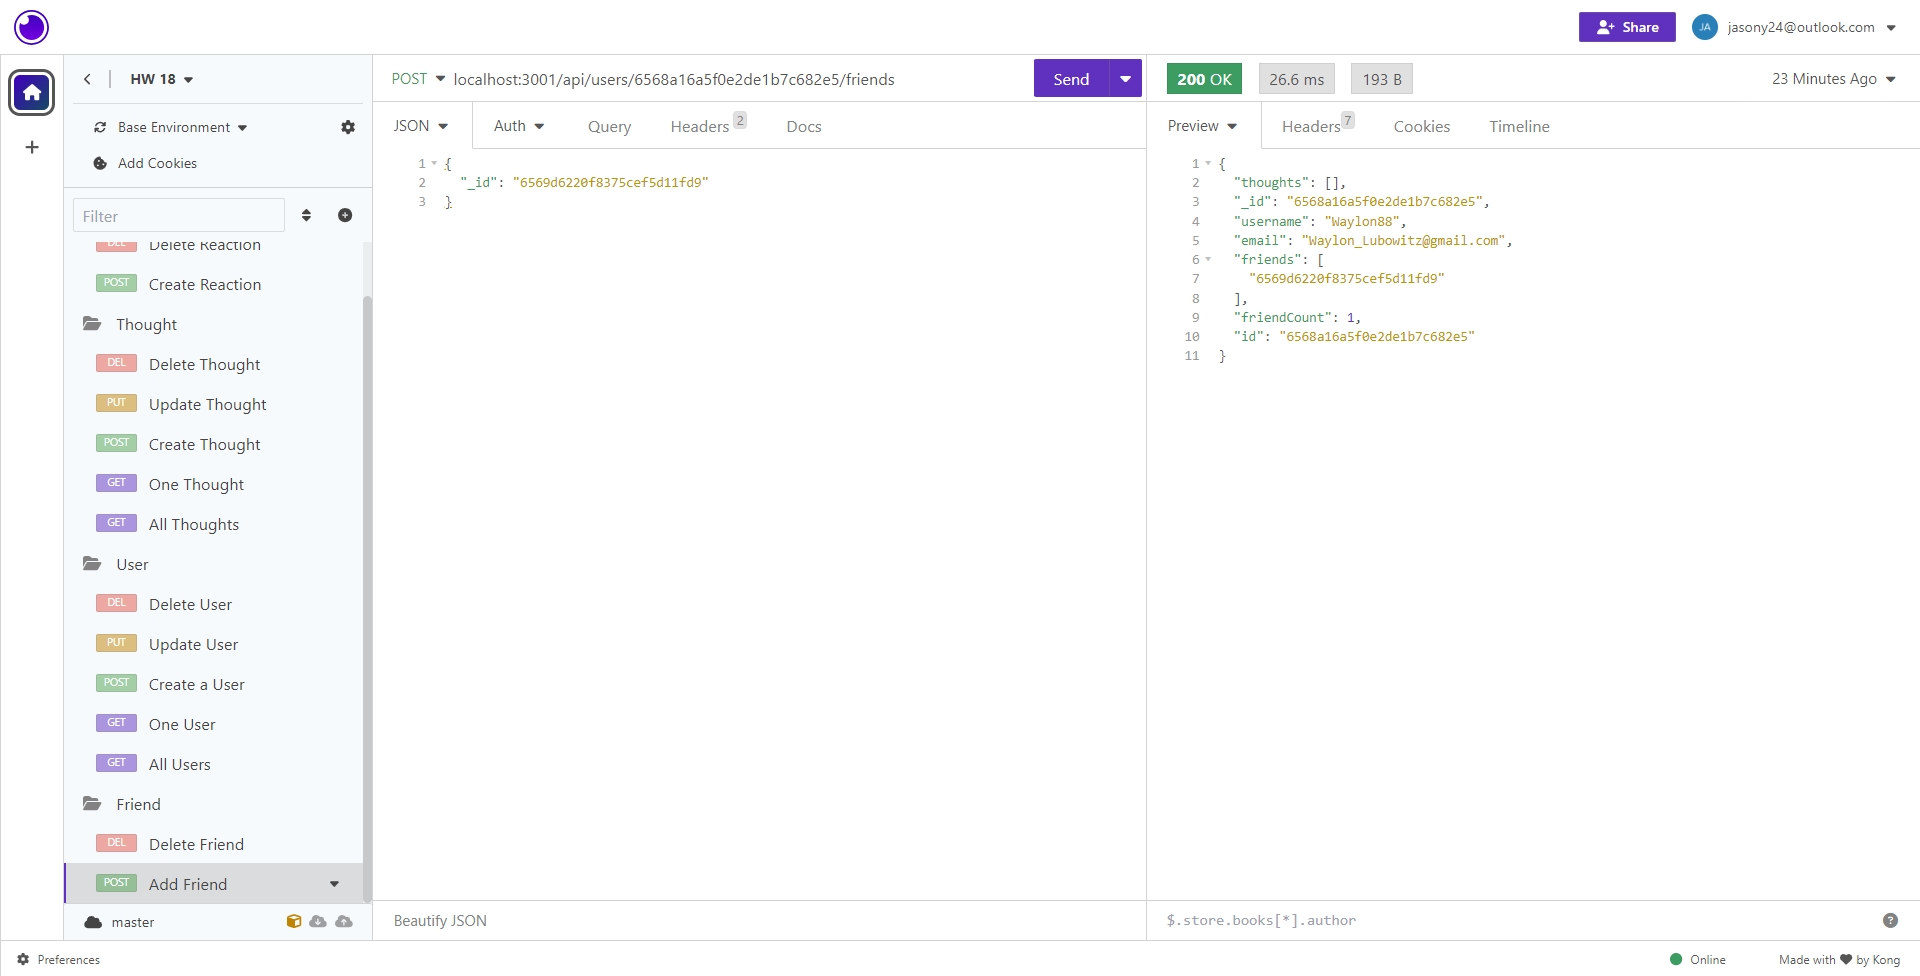 Share
JA
jasony24@outlook.com
HW 18
POST
localhost:3001/api/users/6568a16a5f0e2de1b7c682e5/friends
Send
200 OK
26.6 ms
193 B
23 Minutes Ago
Base Environment
Add Cookies
Filter
DEL Delete Reaction
POST Create Reaction
Thought
DEL Delete Thought
PUT Update Thought
POST Create Thought
GET One Thought
GET All Thoughts
User
DEL Delete User
PUT Update User
POST Create a User
GET One User
GET All Users
Friend
DEL Delete Friend
POST Add Friend
master
JSON
Auth
Query
Headers 2
Docs
1 {
2 "_id": "6569d6220f8375cef5d11fd9"
3 }
Beautify JSON
Preview
Headers 7
Cookies
Timeline
1 {
2 "thoughts": [],
3 "_id": "6568a16a5f0e2de1b7c682e5",
4 "username": "Waylon88",
5 "email": "Waylon_Lubowitz@gmail.com",
6 "friends": [
7 "6569d6220f8375cef5d11fd9"
8 ],
9 "friendCount": 1,
10 "id": "6568a16a5f0e2de1b7c682e5"
11 }
$.store.books[*].author
?
Preferences
Online
Made with ♥ by Kong